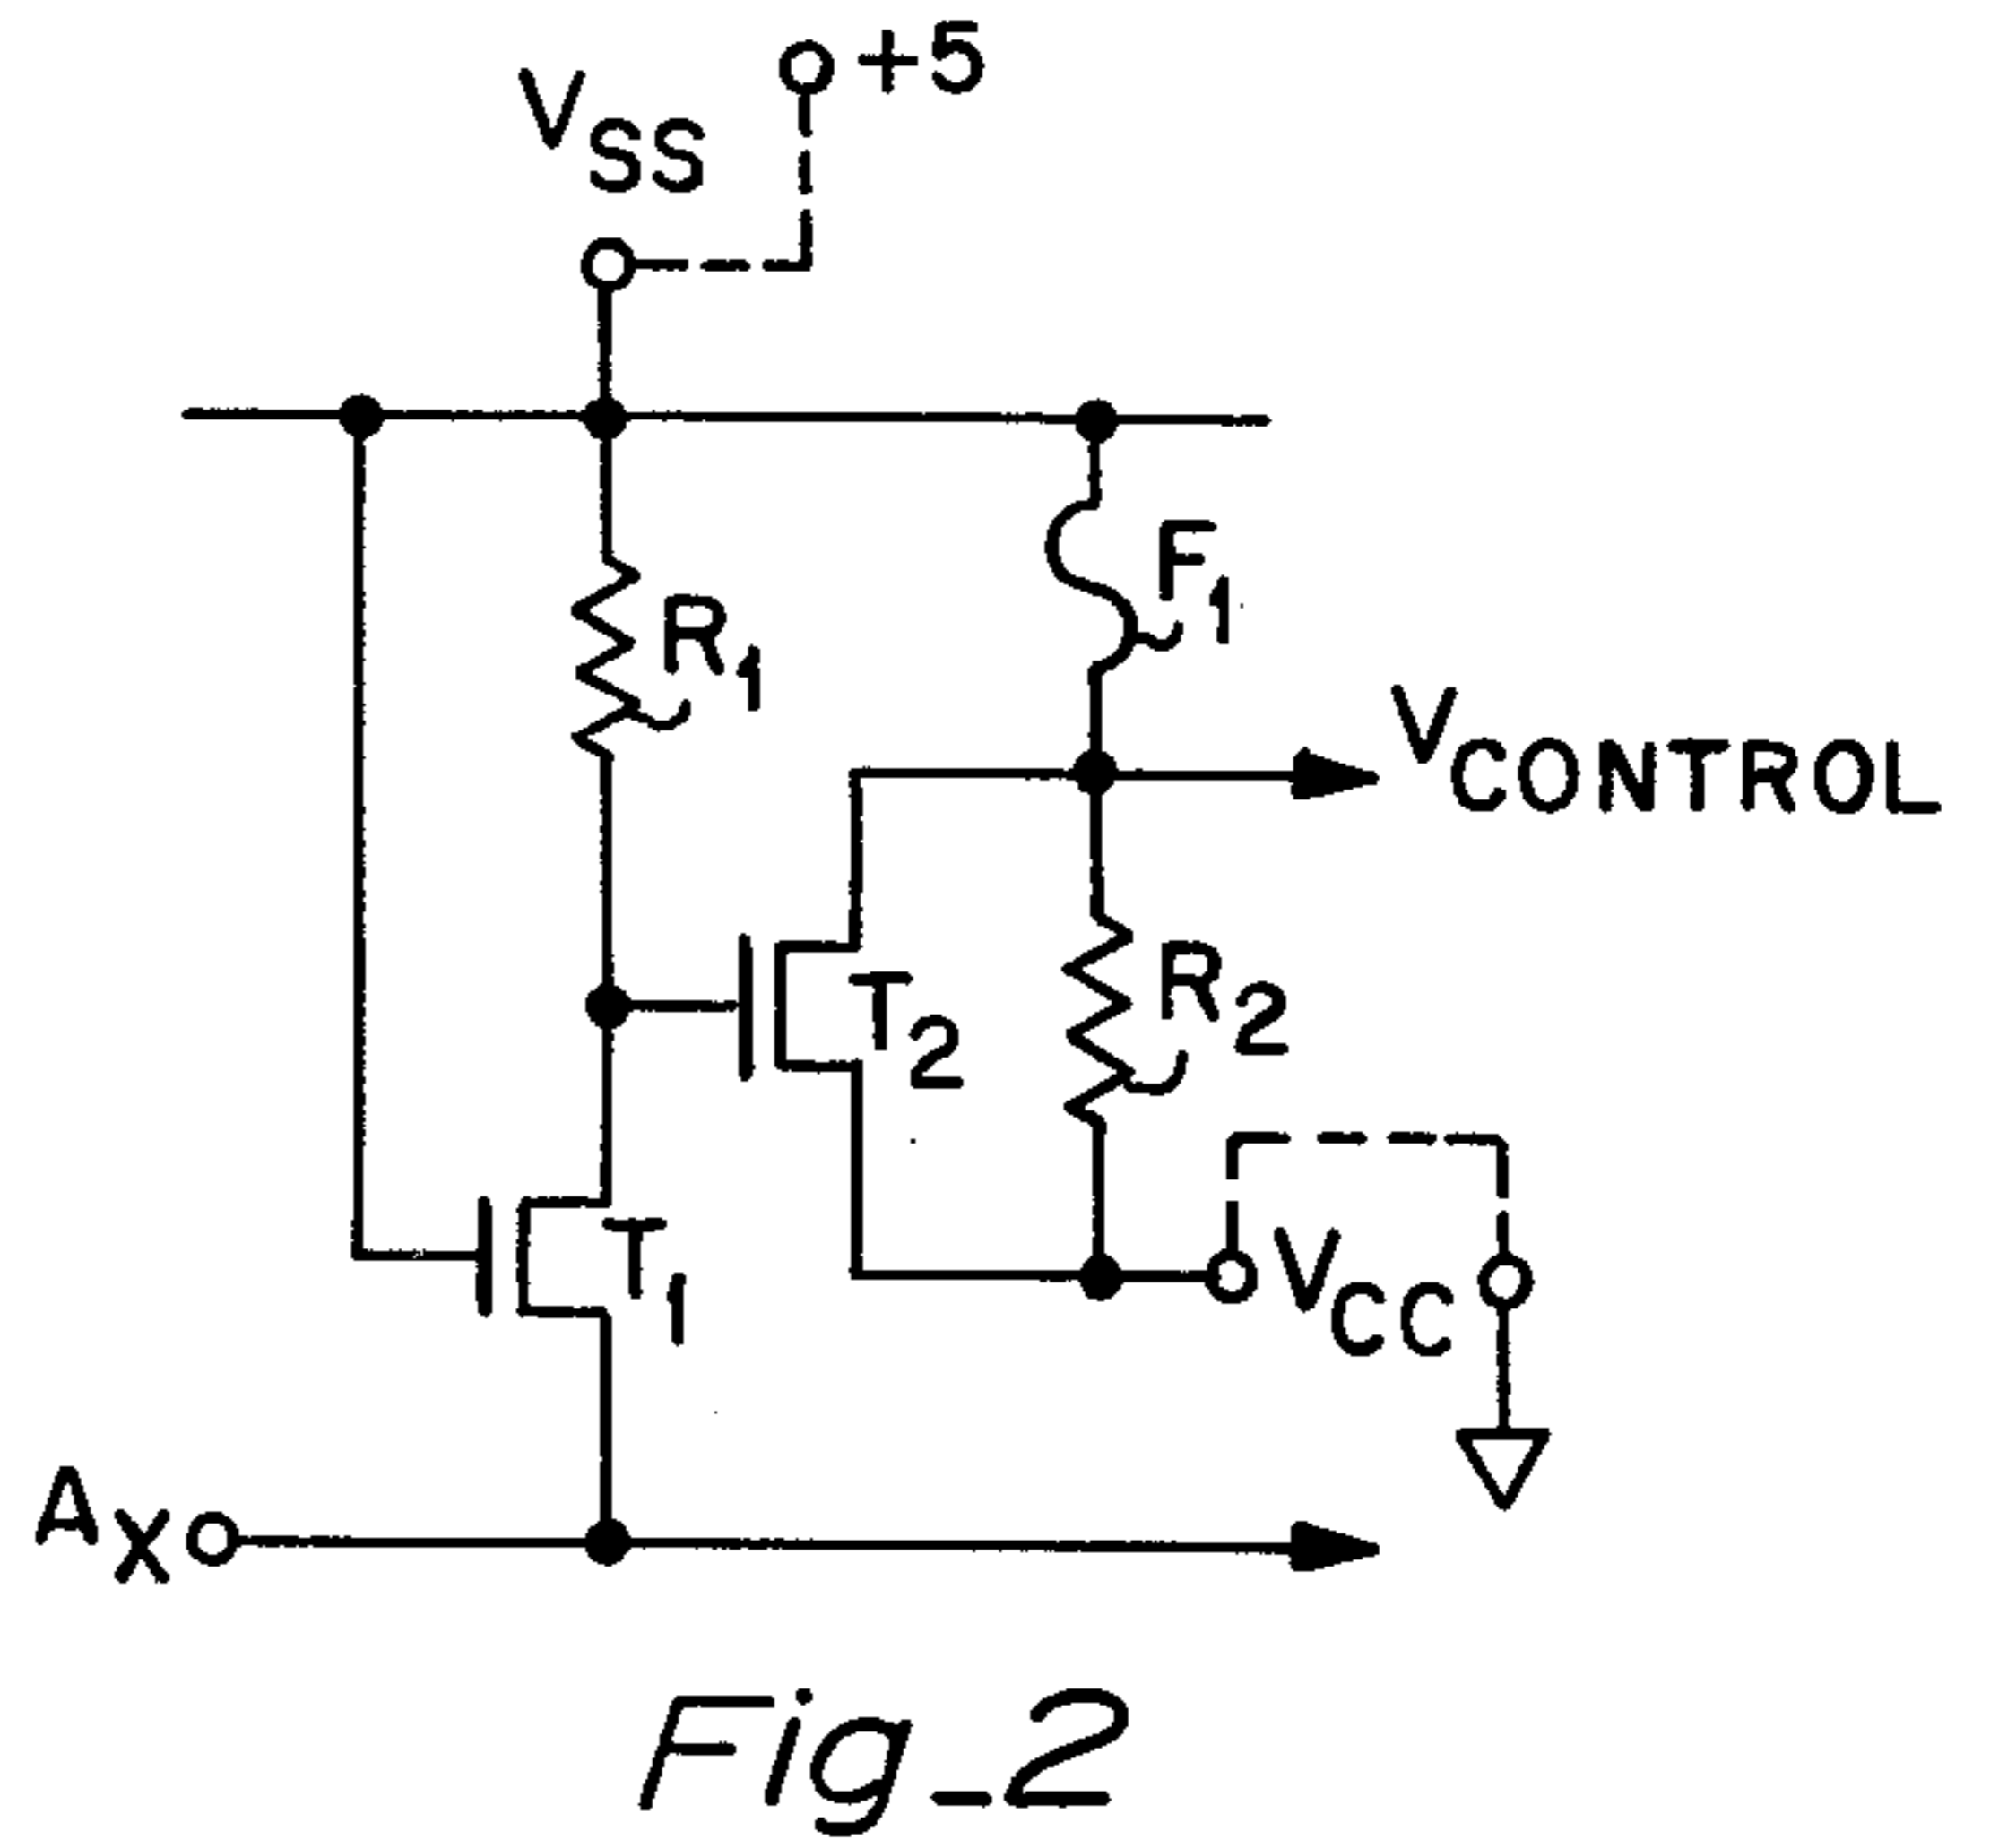 +5
VSS
F1
R1
VCONTROL
R2
T2
T1
VCC
AX
Fig_2